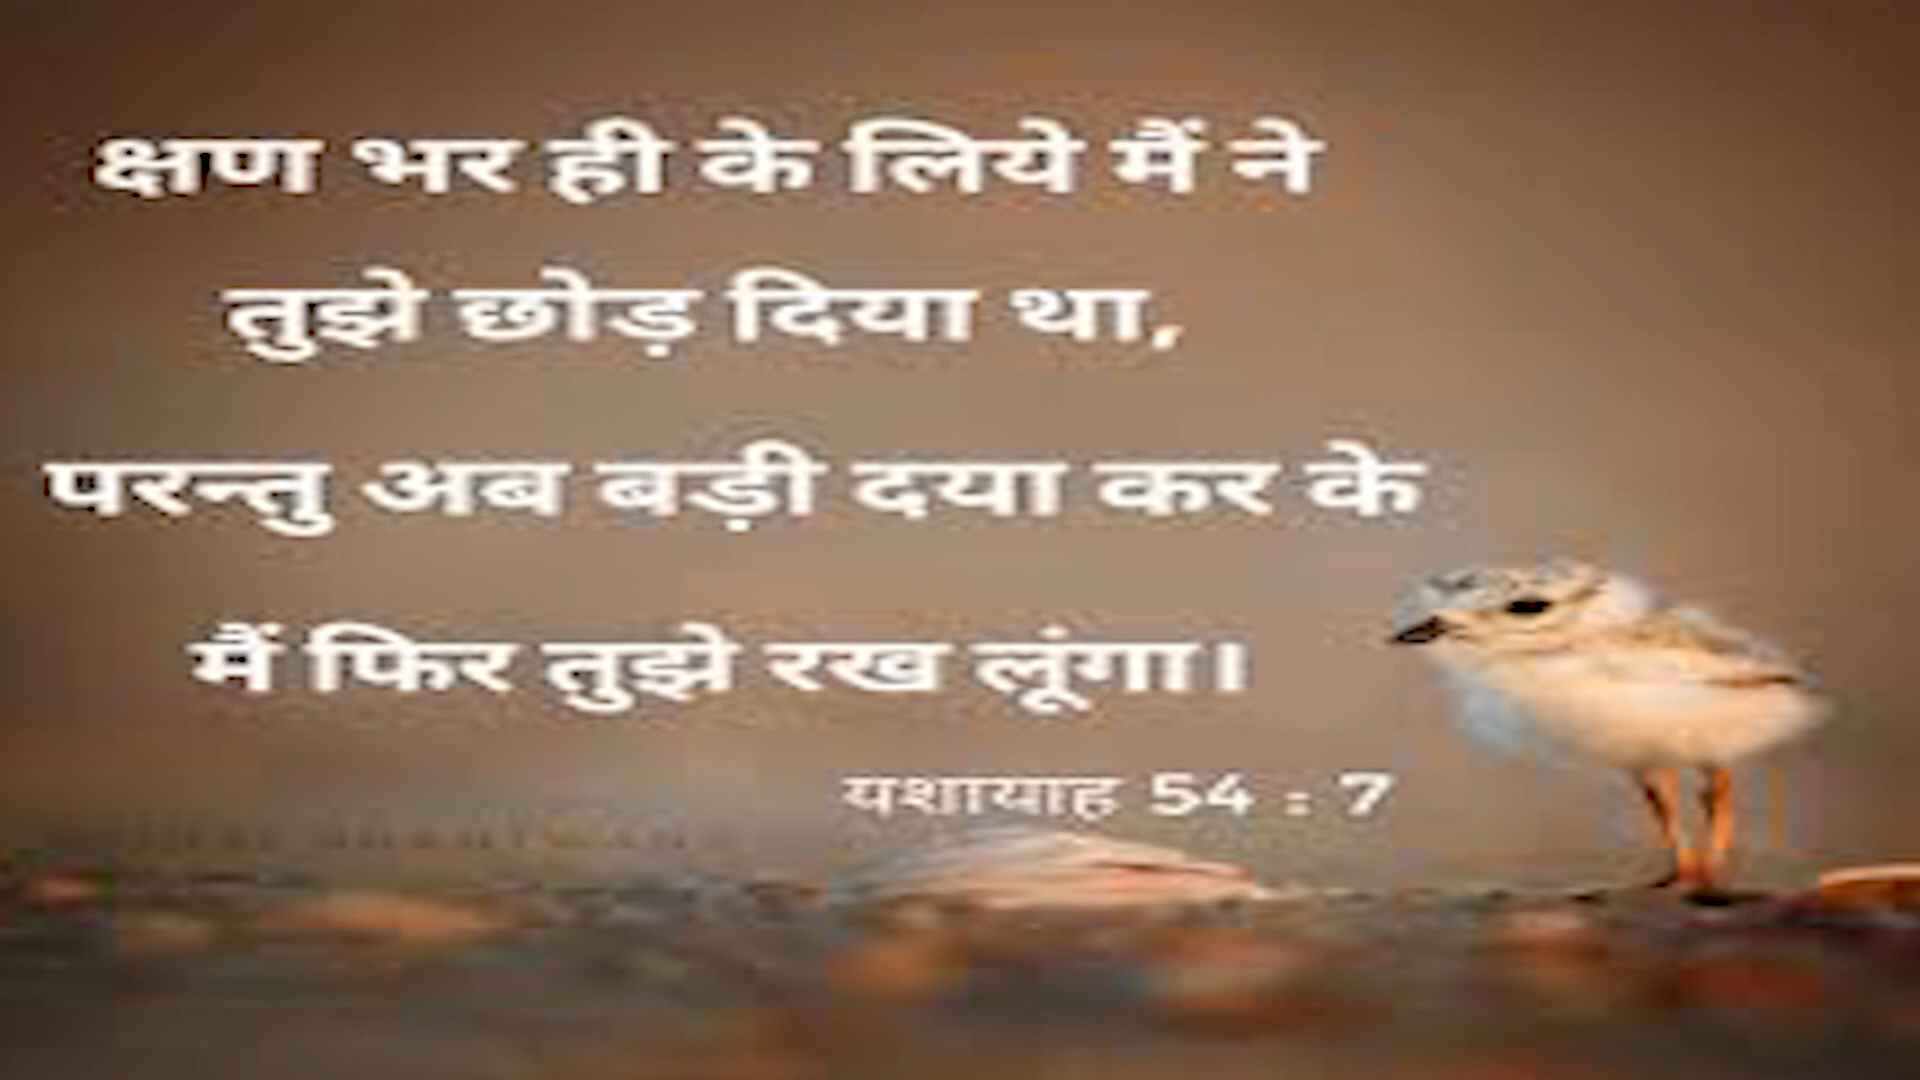 क्षण भर ही के लिये मैं ने
तुझे छोड़ दिया था,
परन्तु अब बड़ी दया कर के
मैं फिर तुझे रख लूंगा।
यशायाह 54 : 7